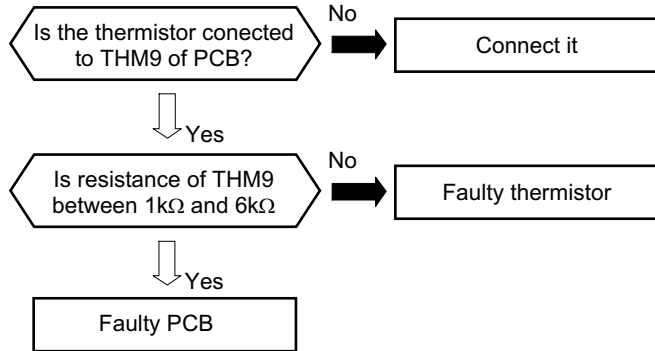 Is the thermistor conected
to THM9 of PCB?
No
Connect it
Yes
Is resistance of THM9
between 1kΩ and 6kΩ
No
Faulty thermistor
Yes
Faulty PCB